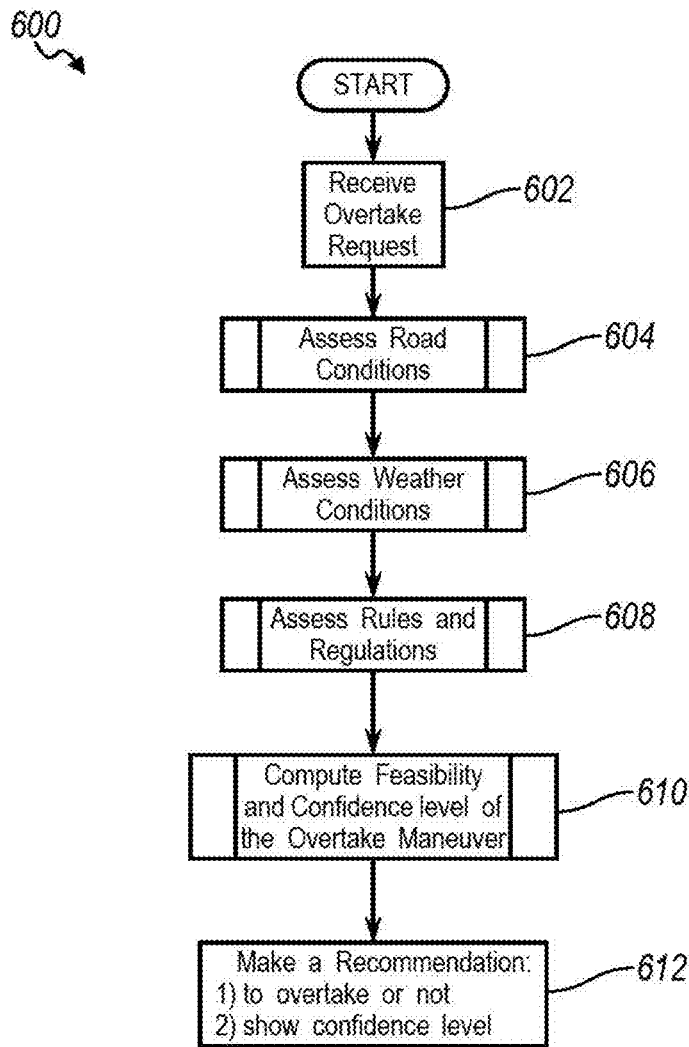 600
START
Receive
Overtake
Request
602
Assess Road
Conditions
604
Assess Weather
Conditions
606
Assess Rules and
Regulations
608
Compute Feasibility
and Confidence level of
the Overtake Maneuver
610
Make a Recommendation:
1) to overtake or not
2) show confidence level
612